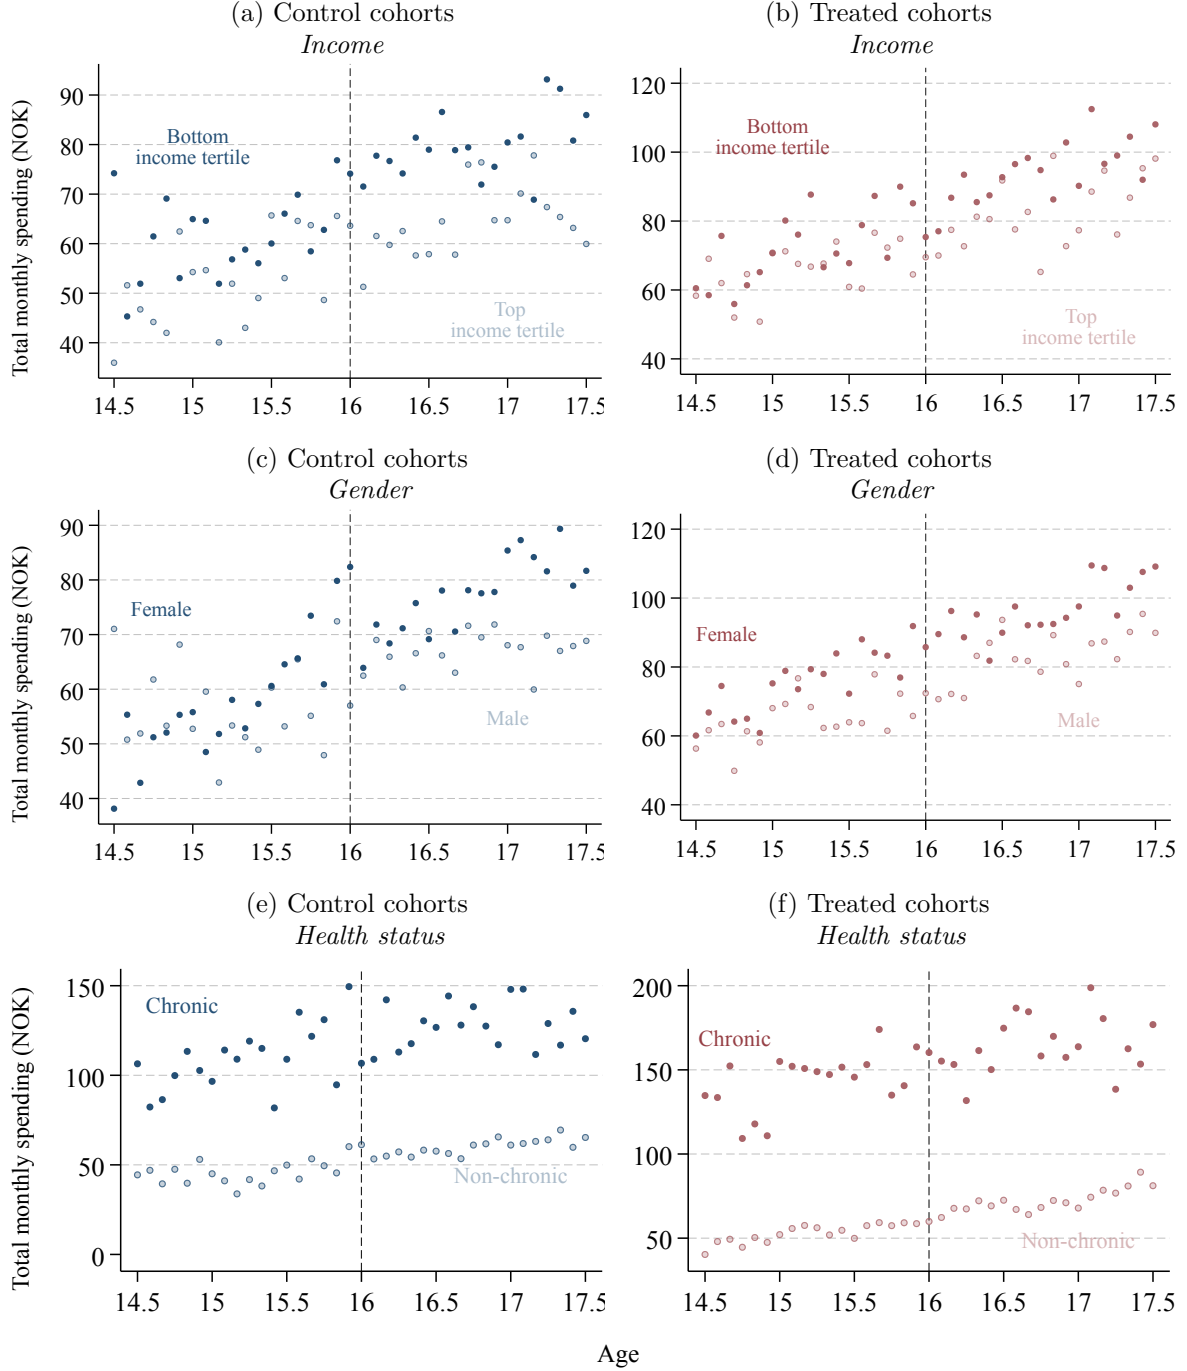 (a) Control cohorts
Income
(b) Treated cohorts
Income
Total monthly spending (NOK)
90
80
70
60
50
40
Bottom
income tertile
Top
income tertile
14.5 15 15.5 16 16.5 17 17.5
120
100
80
60
40
Bottom
income tertile
Top
income tertile
14.5 15 15.5 16 16.5 17 17.5
(c) Control cohorts
Gender
(d) Treated cohorts
Gender
Total monthly spending (NOK)
90
80
70
60
50
40
Female
Male
14.5 15 15.5 16 16.5 17 17.5
120
100
80
60
40
Female
Male
14.5 15 15.5 16 16.5 17 17.5
(e) Control cohorts
Health status
(f) Treated cohorts
Health status
Total monthly spending (NOK)
150
100
50
0
Chronic
Non-chronic
14.5 15 15.5 16 16.5 17 17.5
200
150
100
50
Chronic
Non-chronic
14.5 15 15.5 16 16.5 17 17.5
Age